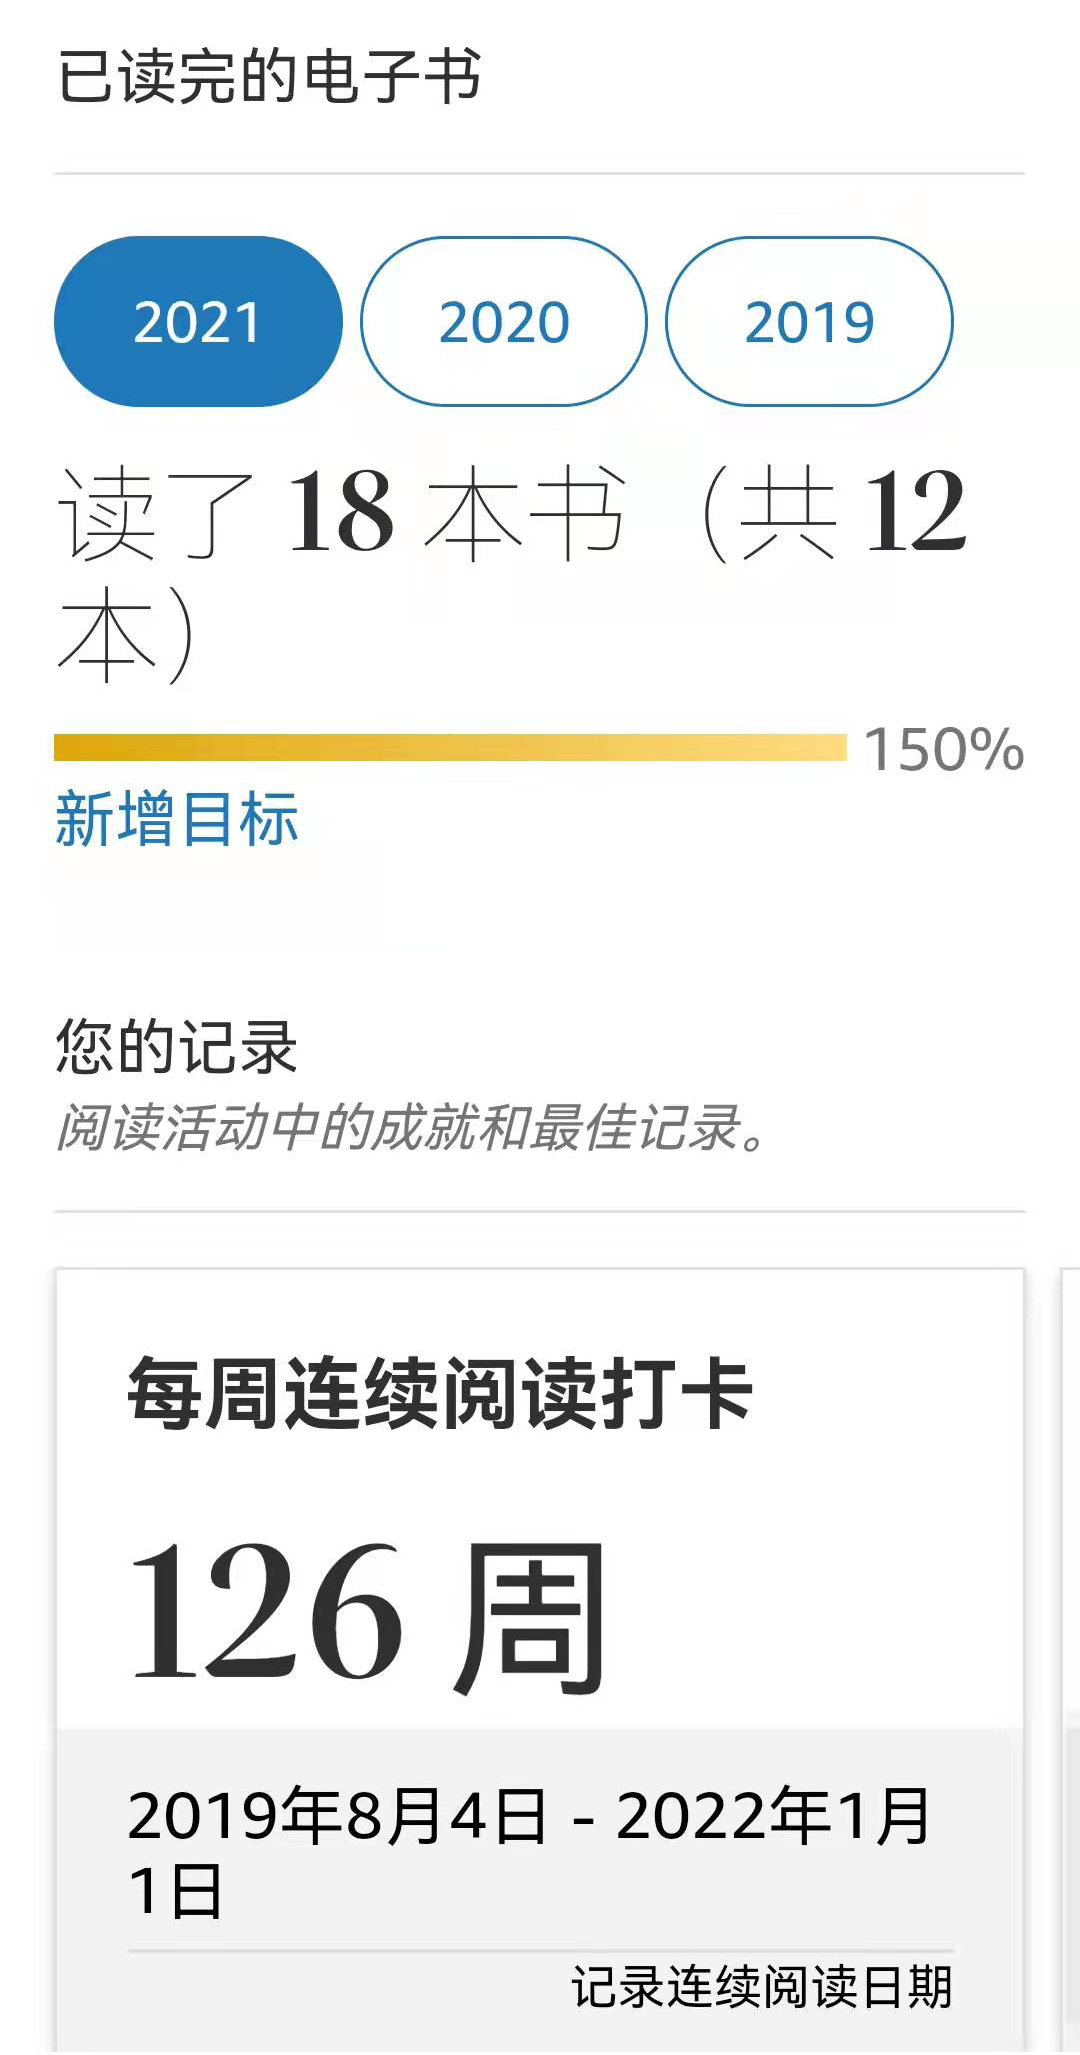 已读完的电子书
2021 2020 2019
读了 18 本书（共 12
本）
150%
新增目标
您的记录
阅读活动中的成就和最佳记录。
每周连续阅读打卡
126 周
2019年8月4日 - 2022年1月
1日
记录连续阅读日期